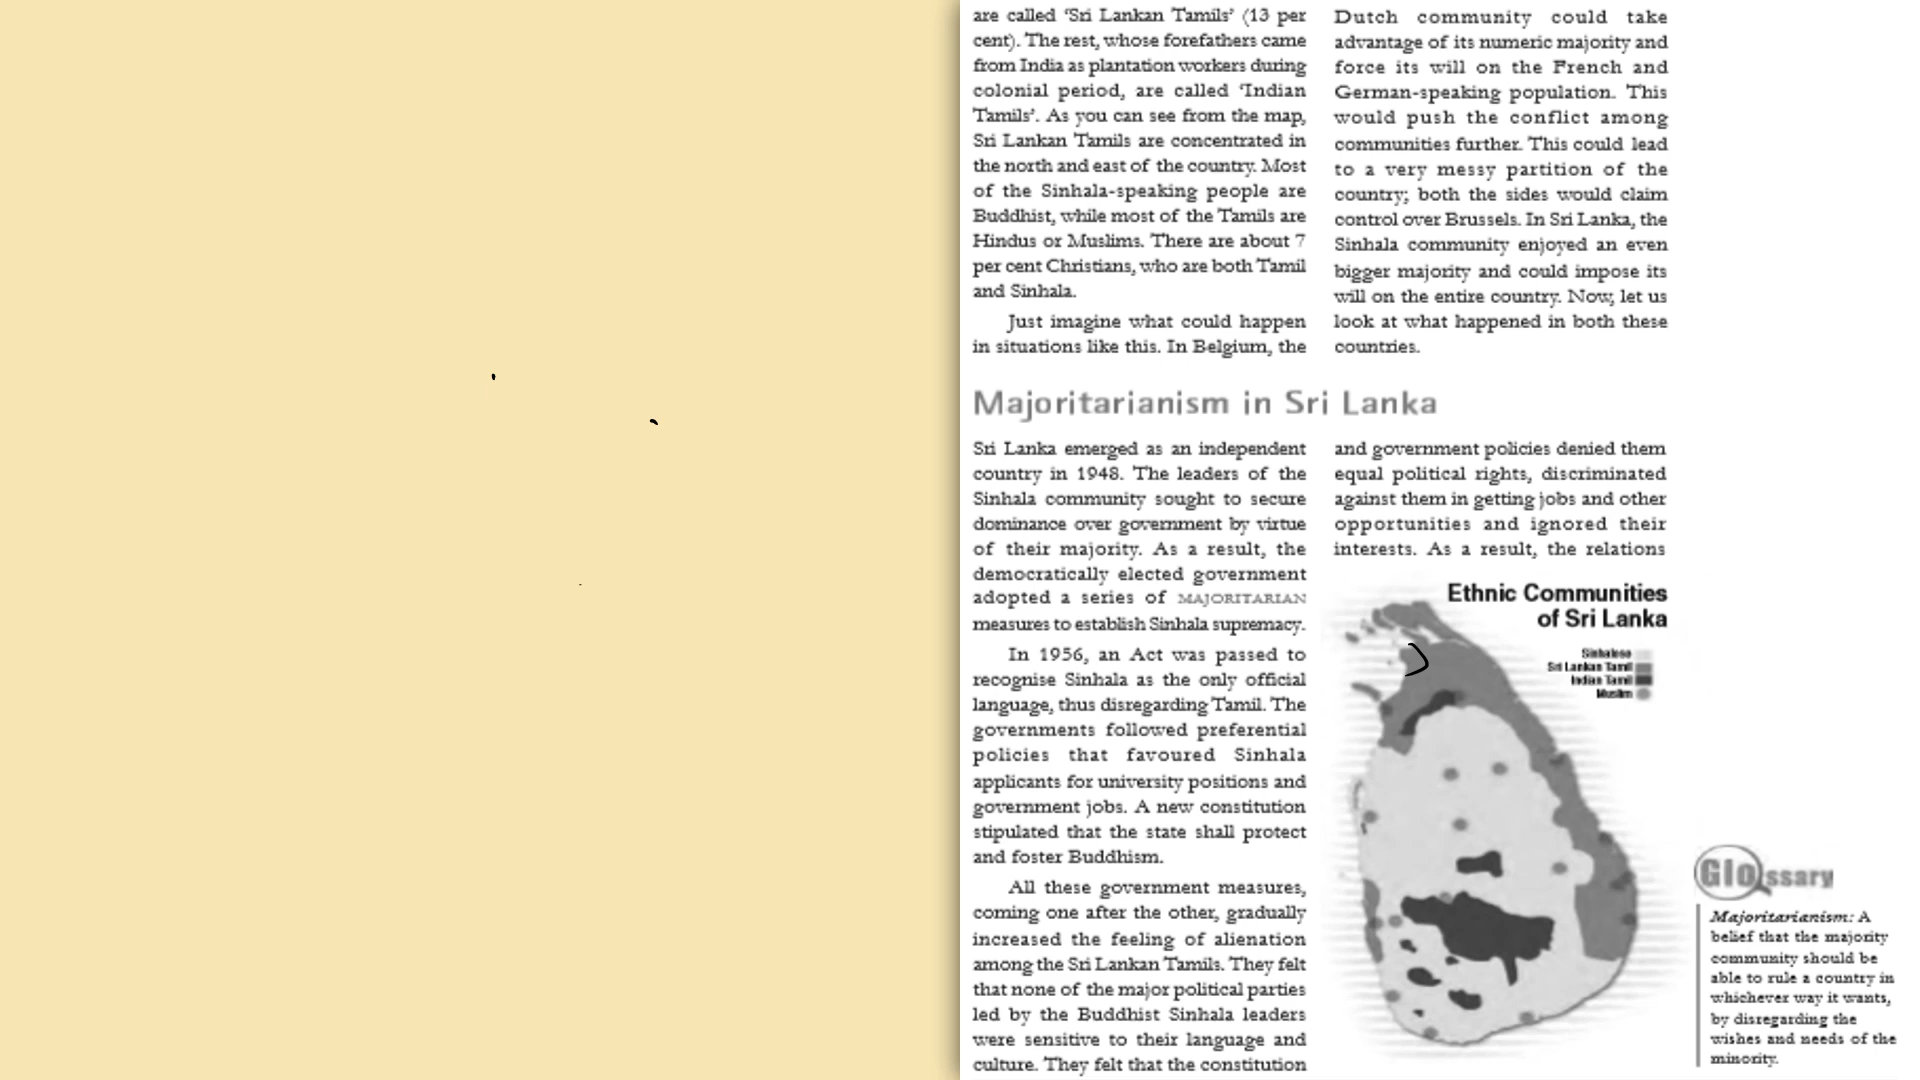 are called ‘Sri Lankan Tamils’ (13 per
cent). The rest, whose forefathers came
from India as plantation workers during
colonial period, are called ‘Indian
Tamils’. As you can see from the map,
Sri Lankan Tamils are concentrated in
the north and east of the country. Most
of the Sinhala-speaking people are
Buddhist, while most of the Tamils are
Hindus or Muslims. There are about 7
per cent Christians, who are both Tamil
and Sinhala.
Just imagine what could happen
in situations like this. In Belgium, the
Dutch community could take
advantage of its numeric majority and
force its will on the French and
German-speaking population. This
would push the conflict among
communities further. This could lead
to a very messy partition of the
country; both the sides would claim
control over Brussels. In Sri Lanka, the
Sinhala community enjoyed an even
bigger majority and could impose its
will on the entire country. Now, let us
look at what happened in both these
countries.
Majoritarianism in Sri Lanka
Sri Lanka emerged as an independent
country in 1948. The leaders of the
Sinhala community sought to secure
dominance over government by virtue
of their majority. As a result, the
democratically elected government
adopted a series of MAJORITARIAN
measures to establish Sinhala supremacy.
In 1956, an Act was passed to
recognise Sinhala as the only official
language, thus disregarding Tamil. The
governments followed preferential
policies that favoured Sinhala
applicants for university positions and
government jobs. A new constitution
stipulated that the state shall protect
and foster Buddhism.
All these government measures,
coming one after the other, gradually
increased the feeling of alienation
among the Sri Lankan Tamils. They felt
that none of the major political parties
led by the Buddhist Sinhala leaders
were sensitive to their language and
culture. They felt that the constitution
and government policies denied them
equal political rights, discriminated
against them in getting jobs and other
opportunities and ignored their
interests. As a result, the relations
Ethnic Communities
of Sri Lanka
Sinhalese
Sri Lankan Tamil
Indian Tamil
Muslim
Glossary
Majoritarianism: A
belief that the majority
community should be
able to rule a country in
whichever way it wants,
by disregarding the
wishes and needs of the
minority.